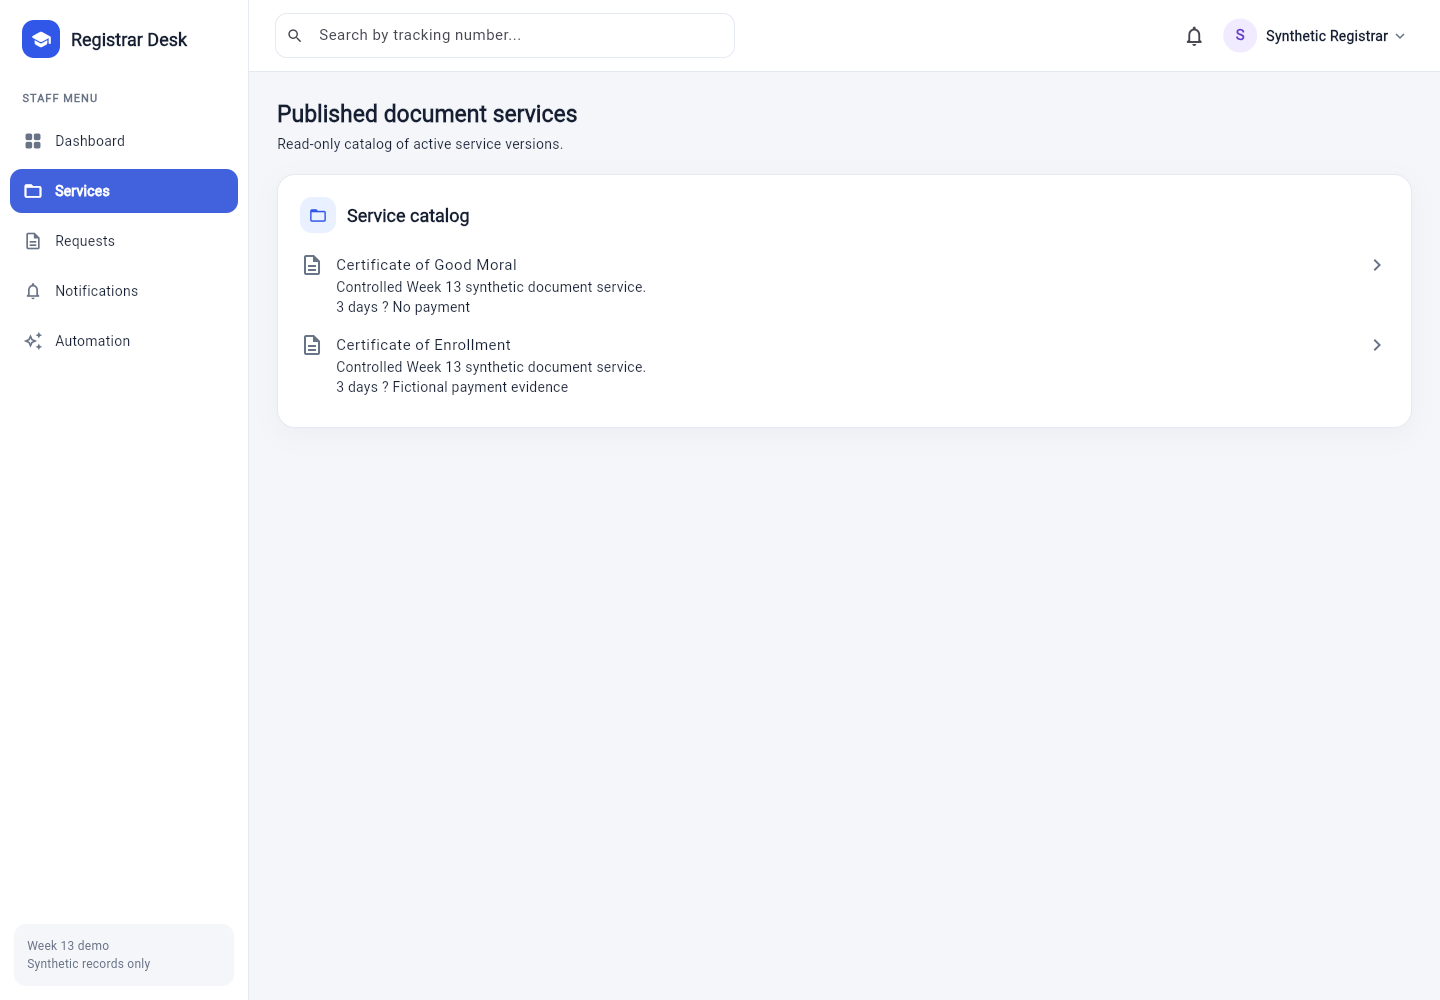 Registrar Desk
STAFF MENU
Dashboard
Services
Requests
Notifications
Automation
Week 13 demo
Synthetic records only
Search by tracking number...
S
Synthetic Registrar
Published document services
Read-only catalog of active service versions.
Service catalog
Certificate of Good Moral
Controlled Week 13 synthetic document service.
3 days ? No payment
Certificate of Enrollment
Controlled Week 13 synthetic document service.
3 days ? Fictional payment evidence